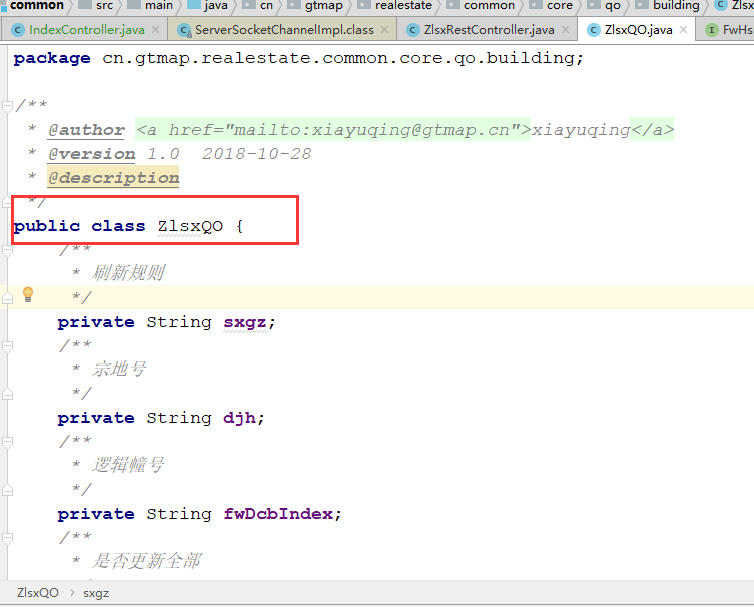 common src main java cn gtmap realestate common core qo building Zlsx
IndexController.java ServerSocketChannelImpl.class ZlsxRestController.java ZlsxQO.java FwHs
package cn.gtmap.realestate.common.core.qo.building;
/**
* @author <a href="mailto:xiayuqing@gtmap.cn">xiayuqing</a>
* @version 1.0 2018-10-28
* @description
*/
public class ZlsxQO {
/**
* 刷新规则
*/
private String sxgz;
/**
* 宗地号
*/
private String djh;
/**
* 逻辑幢号
*/
private String fwDcbIndex;
/**
* 是否更新全部
ZlsxQO › sxgz